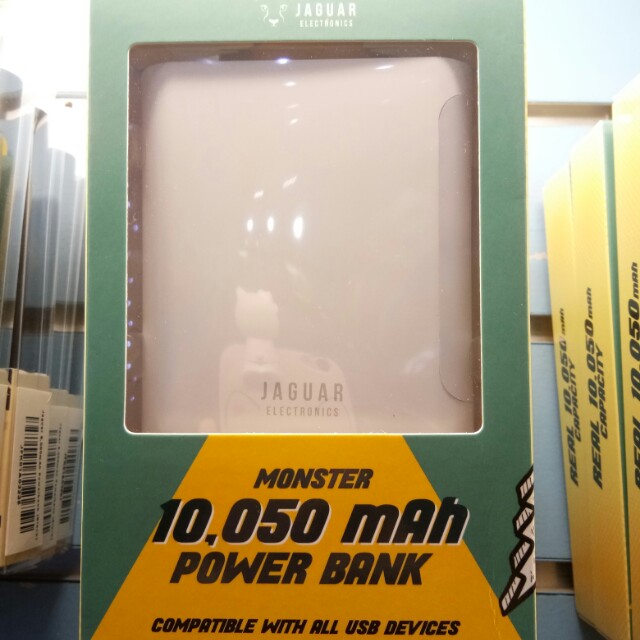 JAGUAR
ELECTRONICS
JAGUAR
ELECTRONICS
MONSTER
10,050 mAh
POWER BANK
COMPATIBLE WITH ALL USB DEVICES
REAL 10,050 mAh
CAPACITY
REAL 10,050 mAh
CAPACITY
REAL 10,050 mAh